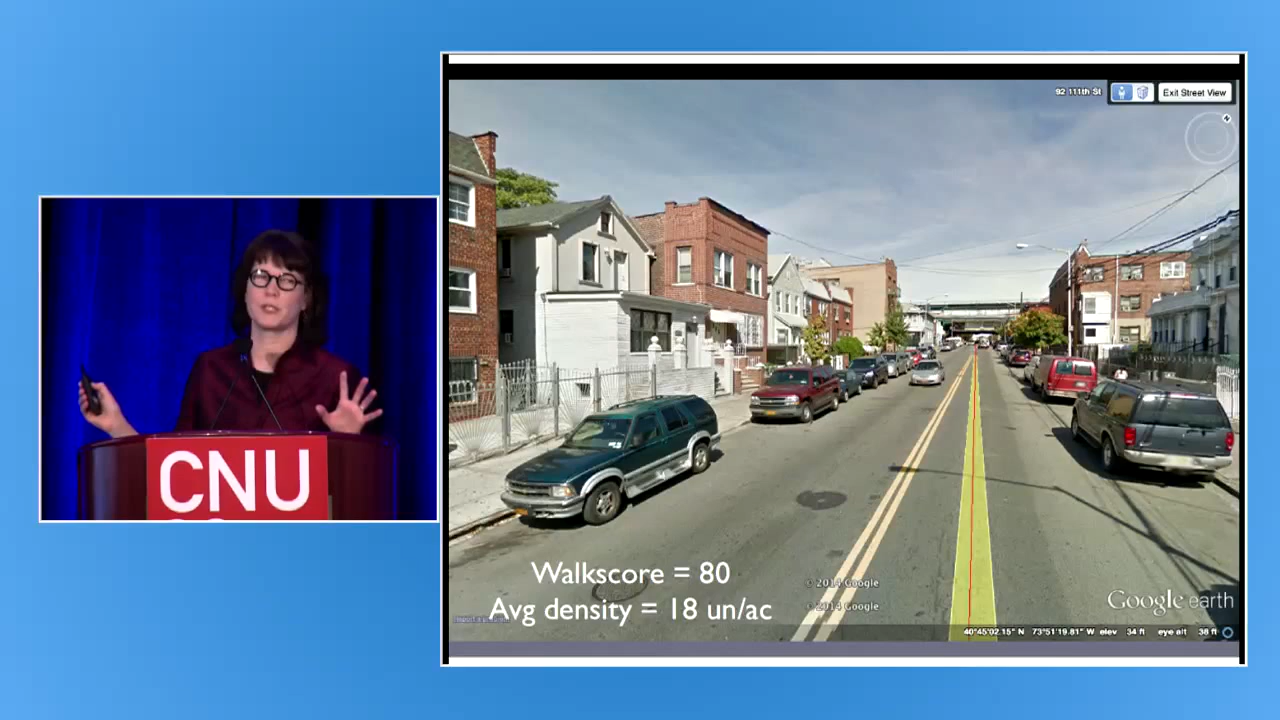 92 111th St
Exit Street View
CNU
Walkscore = 80
Avg density = 18 un/ac
© 2014 Google
© 2014 Google
Google earth
40°45'02.15" N 73°51'19.81" W elev 34 ft eye alt 38 ft